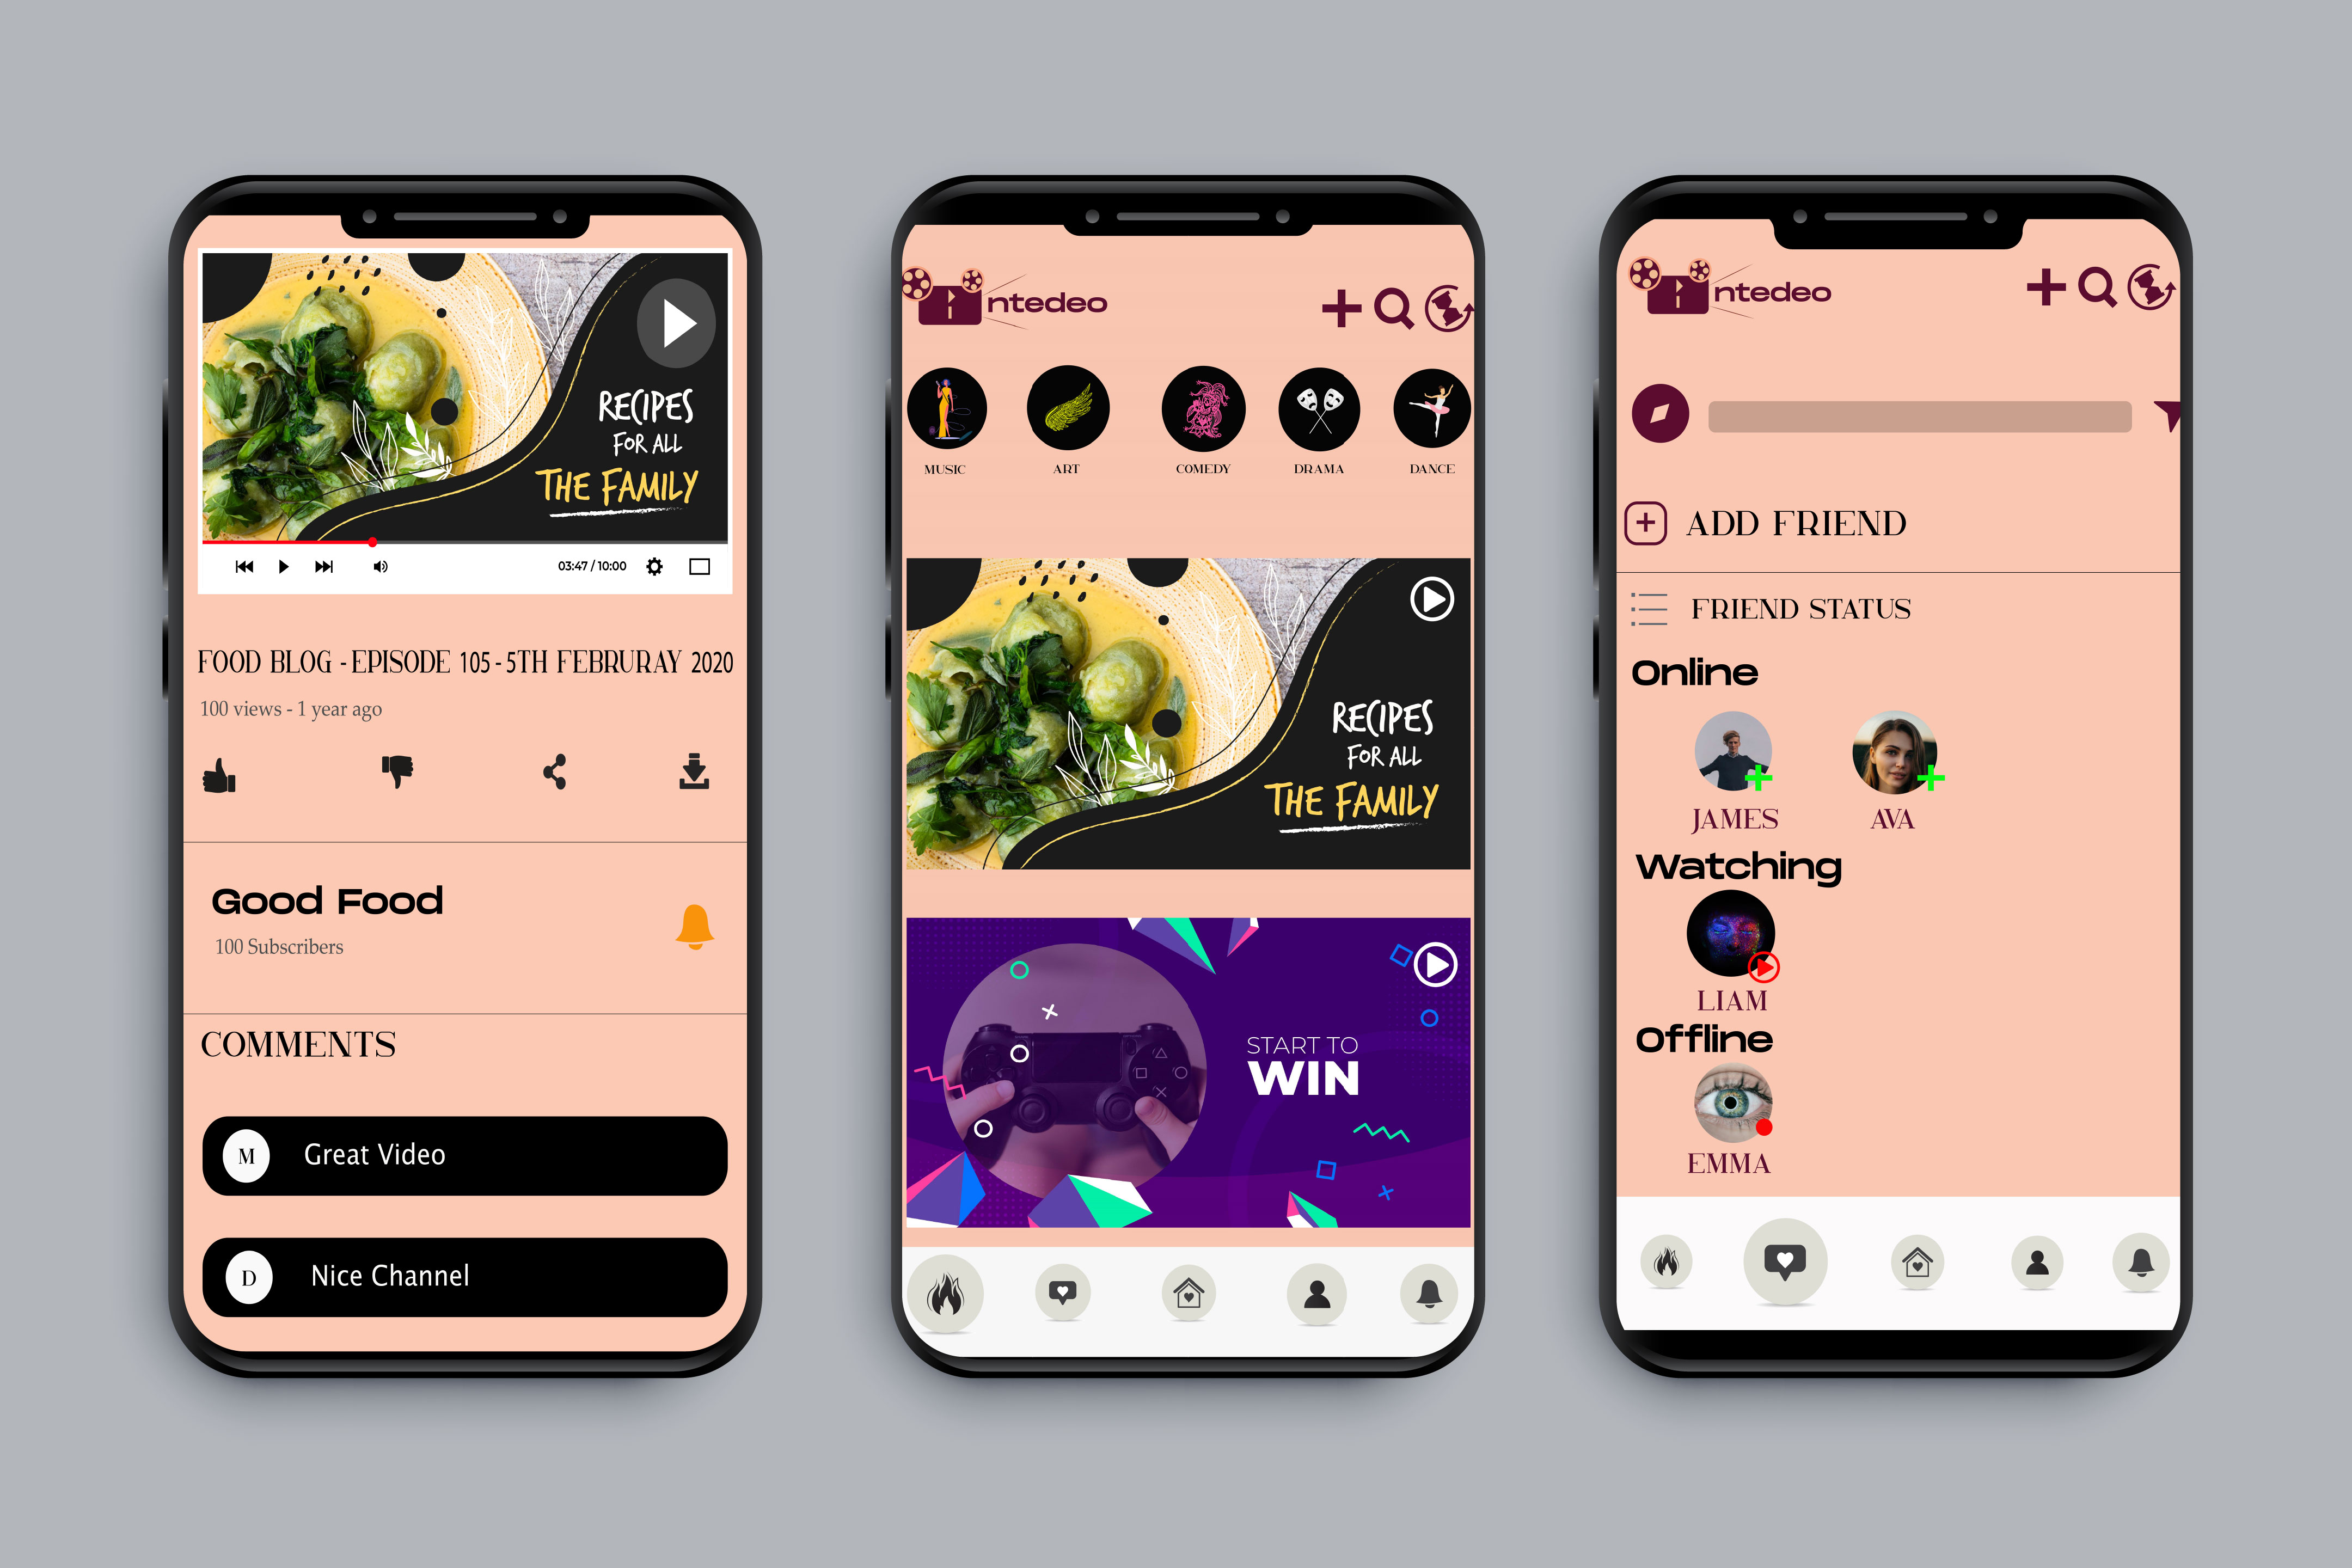 RECIPES
FOR ALL
THE FAMILY
03:47 / 10:00
FOOD BLOG - EPISODE 105 - 5TH FEBRURAY 2020
100 views - 1 year ago
Good Food
100 Subscribers
COMMENTS
M Great Video
D Nice Channel
ntedeo
MUSIC ART COMEDY DRAMA DANCE
RECIPES
FOR ALL
THE FAMILY
START TO
WIN
ntedeo
ADD FRIEND
FRIEND STATUS
Online
JAMES AVA
Watching
LIAM
Offline
EMMA